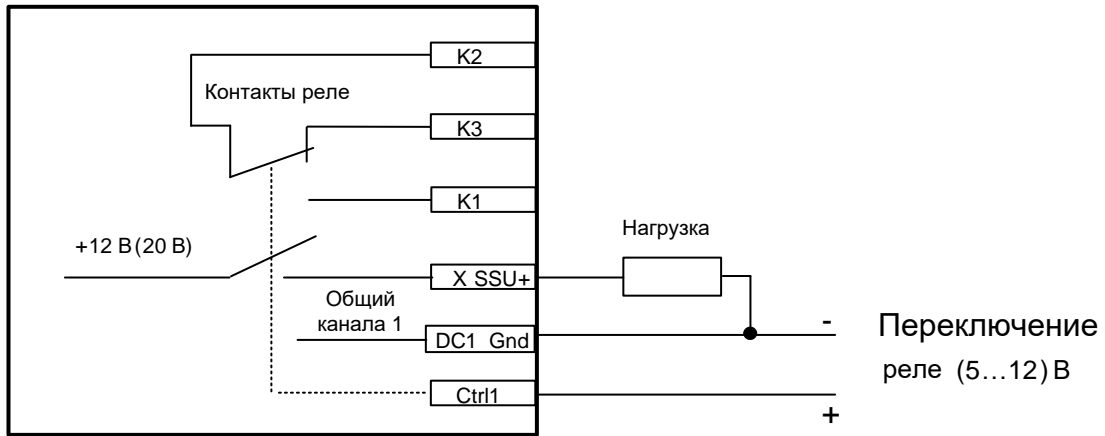 K2
Контакты реле
K3
K1
+12 В (20 В)
Нагрузка
X SSU+
Общий
канала 1
DC1 Gnd
-
Переключение
реле (5...12) В
Ctrl1
+